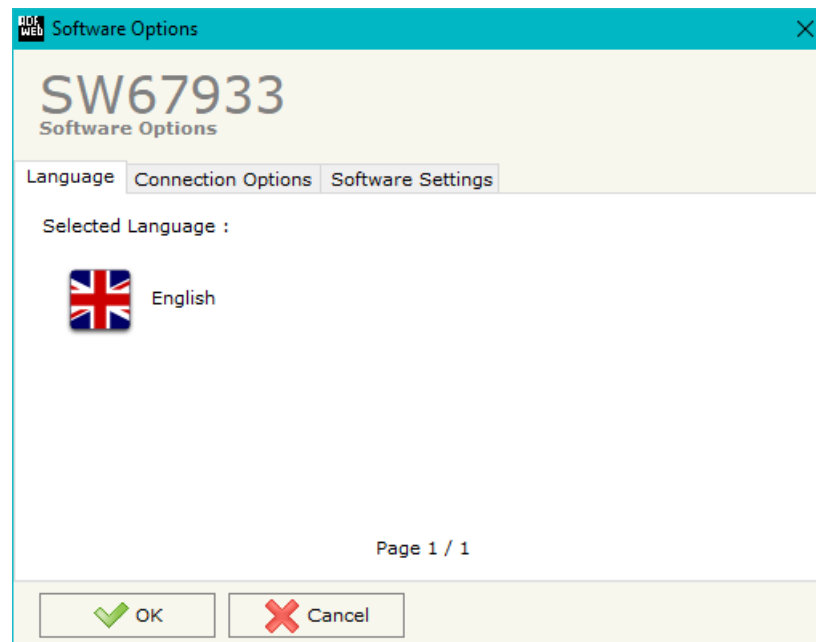 ADF
WEB Software Options
SW67933
Software Options
Language Connection Options Software Settings
Selected Language :
English
Page 1 / 1
OK Cancel